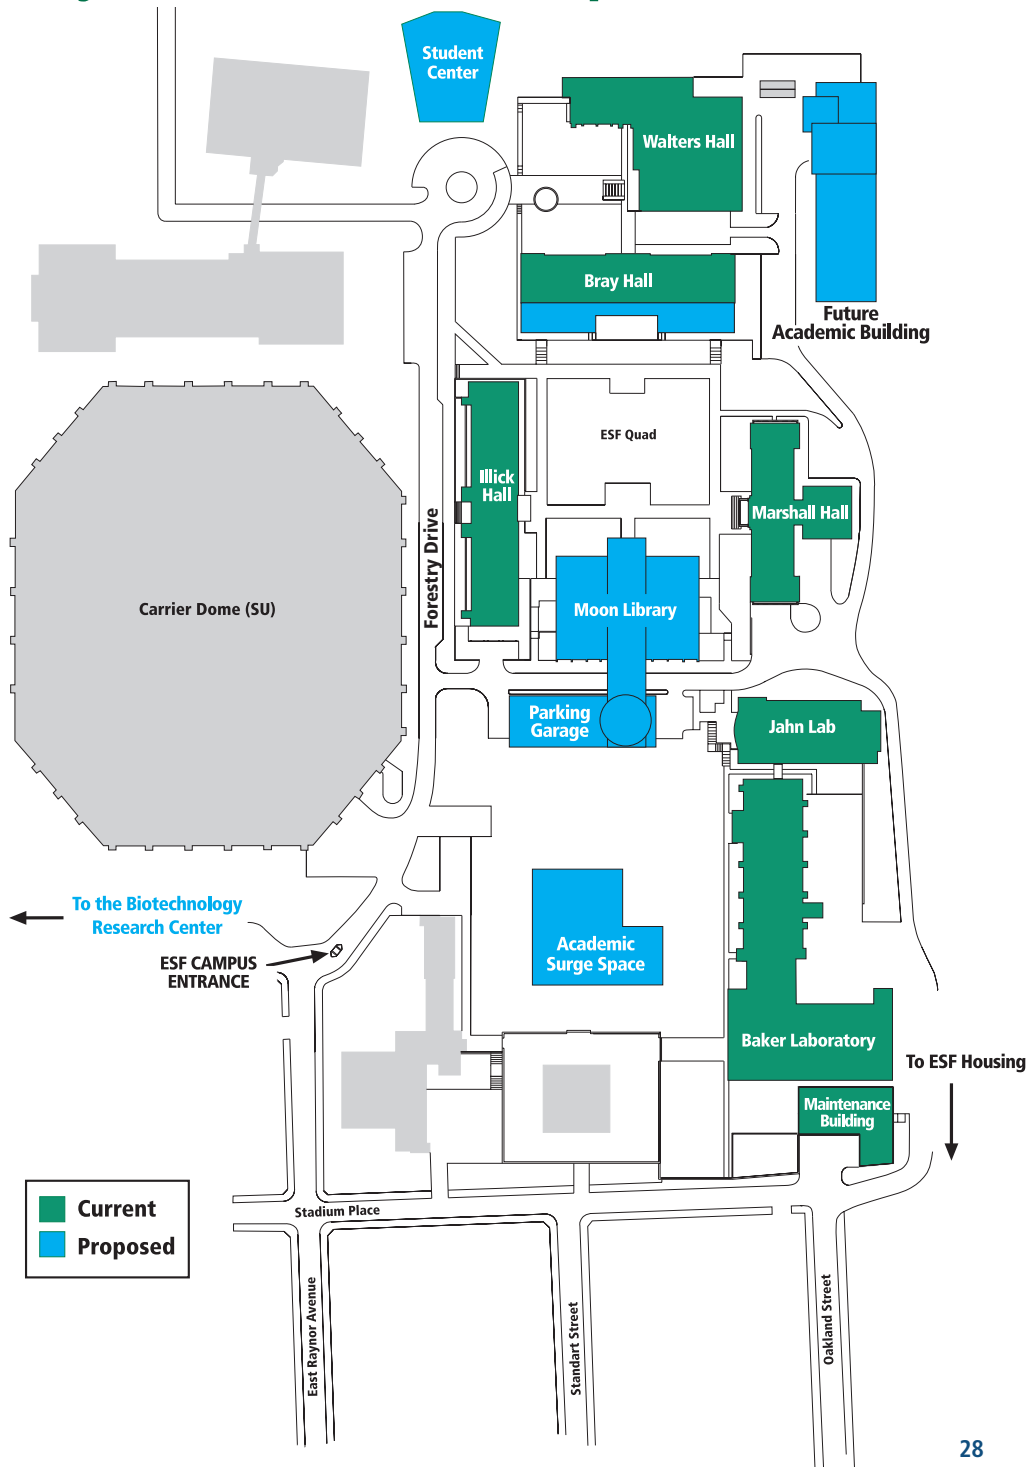 Student
Center
Walters Hall
Bray Hall
Future
Academic Building
ESF Quad
Illick
Hall
Marshall Hall
Forestry Drive
Carrier Dome (SU)
Moon Library
Parking
Garage
Jahn Lab
To the Biotechnology
Research Center
ESF CAMPUS
ENTRANCE
Academic
Surge Space
Baker Laboratory
To ESF Housing
Maintenance
Building
Current
Proposed
Stadium Place
East Raynor Avenue
Standart Street
Oakland Street
28